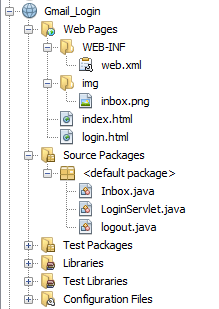 Gmail_Login
Web Pages
WEB-INF
web.xml
img
inbox.png
index.html
login.html
Source Packages
<default package>
Inbox.java
LoginServlet.java
logout.java
Test Packages
Libraries
Test Libraries
Configuration Files